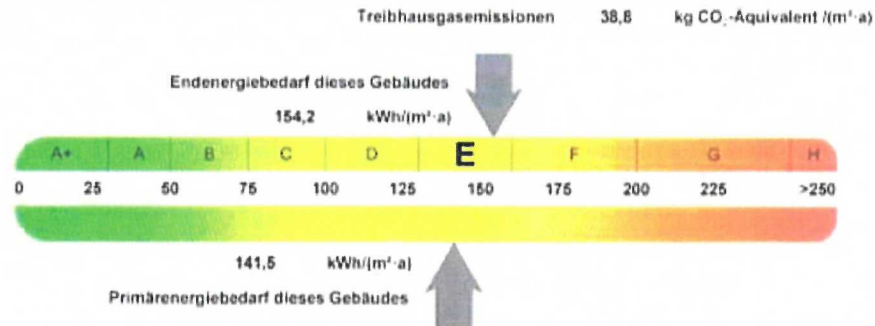 Treibhausgasemissionen 38,8 kg CO₂-Äquivalent /(m²·a)
Endenergiebedarf dieses Gebäudes
154,2 kWh/(m²·a)
A+ A B C D E F G H
0 25 50 75 100 125 150 175 200 225 >250
141,5 kWh/(m²·a)
Primärenergiebedarf dieses Gebäudes